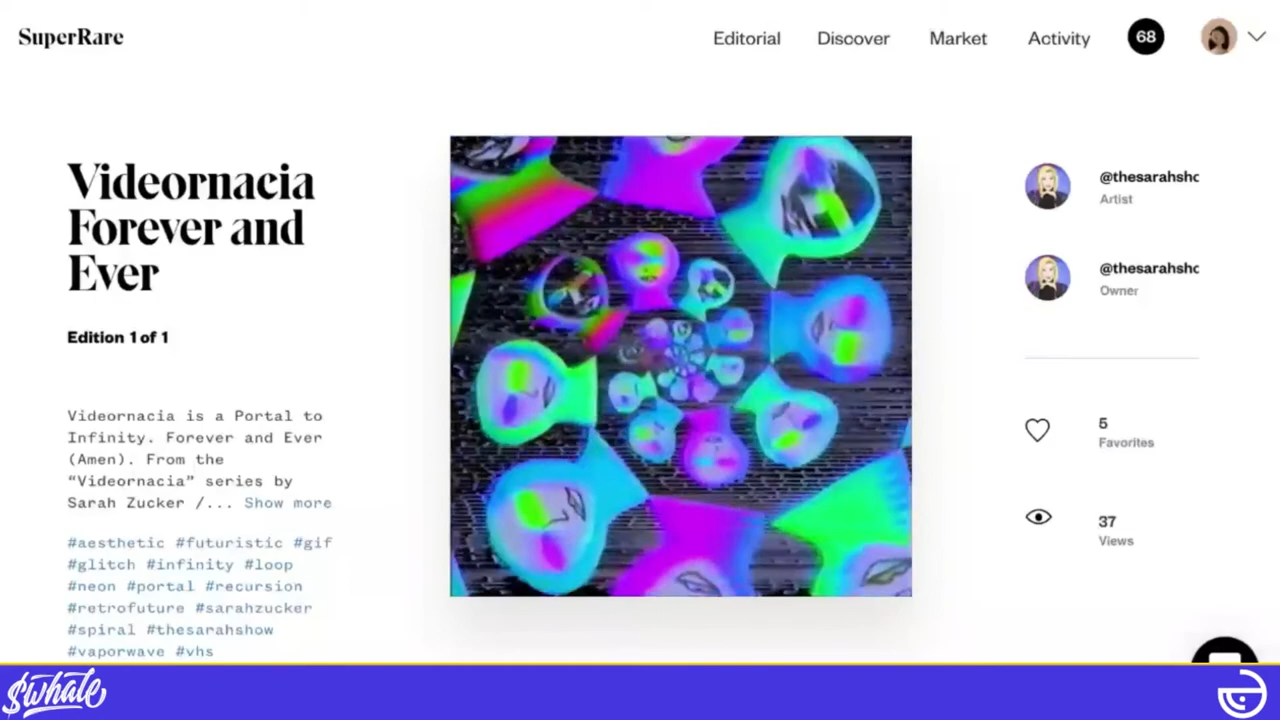 SuperRare
Editorial Discover Market Activity 68
Videornacia
Forever and
Ever
Edition 1 of 1
Videornacia is a Portal to
Infinity. Forever and Ever
(Amen). From the
“Videornacia” series by
Sarah Zucker /... Show more
#aesthetic #futuristic #gif
#glitch #infinity #loop
#neon #portal #recursion
#retrofuture #sarahzucker
#spiral #thesarahshow
#vaporwave #vhs
@thesarahshc
Artist
@thesarahshc
Owner
5
Favorites
37
Views
$whale